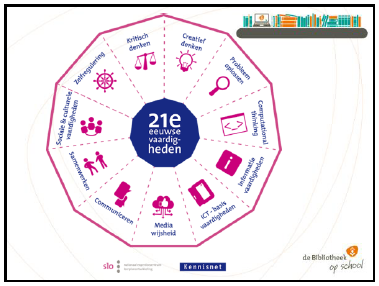 Kritisch
denken
Creatief
denken
Probleem
oplossen
Computational
thinking
Informatie
vaardigheden
ICT - basis
vaardigheden
Media
wijsheid
Communiceren
Samenwerken
Sociale & culturele
vaardigheden
Zelfregulering
21e
eeuwse
vaardig-
heden
slo
Kennisnet
de Bibliotheek
op school